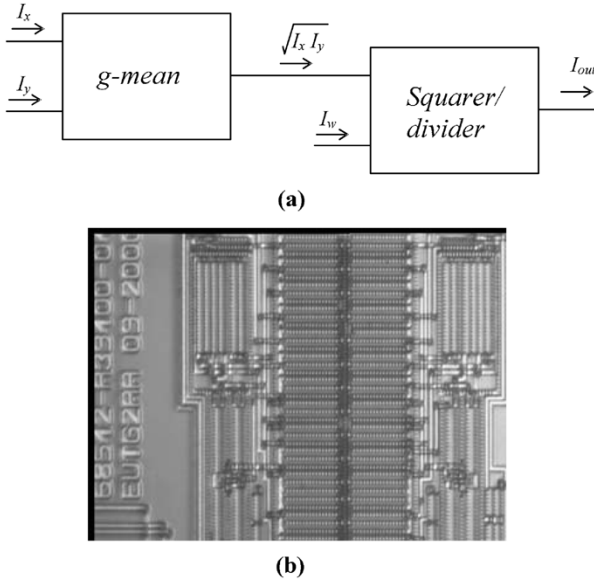 Ix
√Ix Iy
g-mean
Iout
Iy
Squarer/
divider
Iw
(a)
(b)